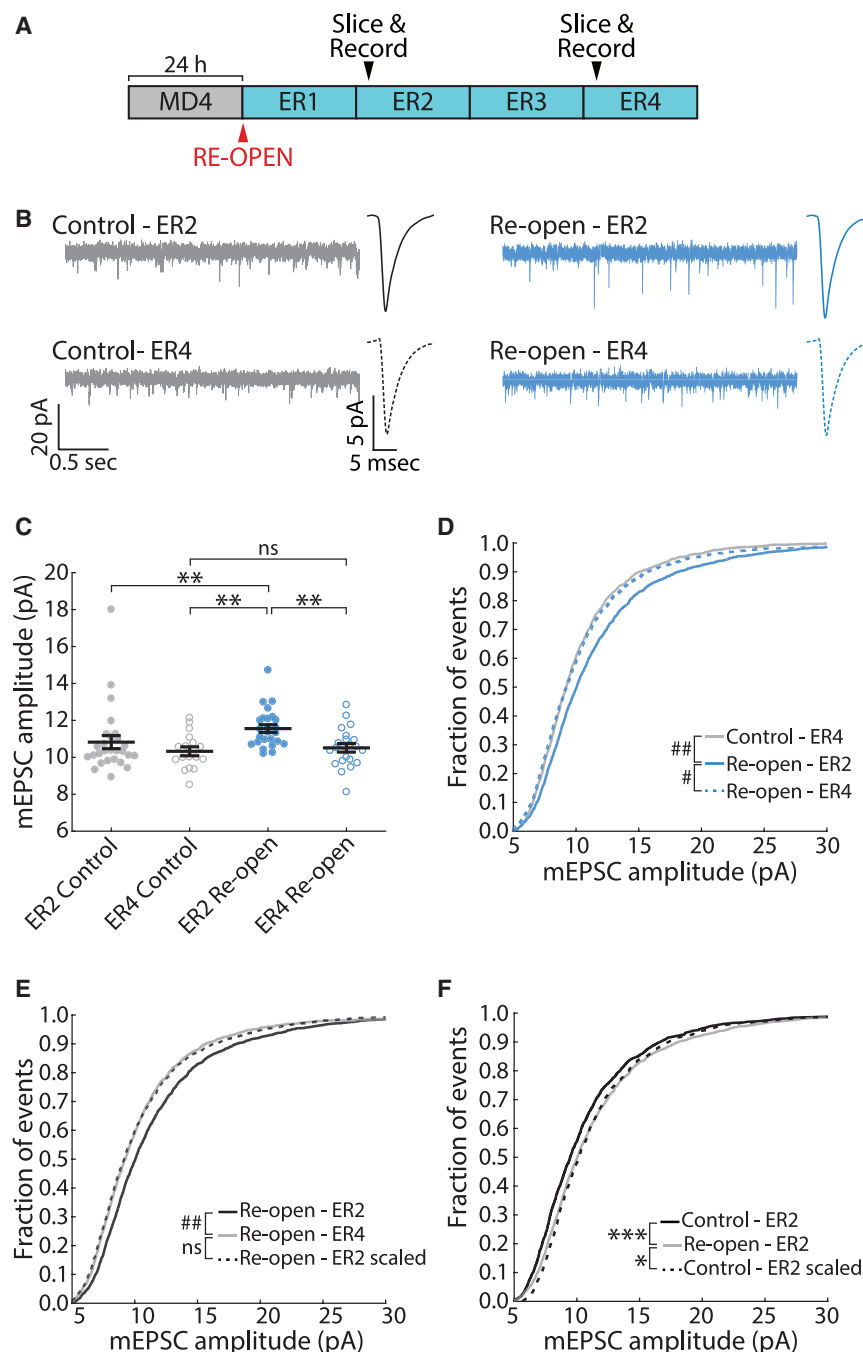 A
24 h
Slice &
Record
Slice &
Record
MD4
ER1
ER2
ER3
ER4
RE-OPEN
B
Control - ER2
Re-open - ER2
Control- ER4
Re-open - ER4
20 pA
0.5 sec
5 pA
5 msec
C
ns
**
**
**
mEPSC amplitude (pA)
20
18
16
14
12
10
8
6
ER2 Control
ER4 Control
ER2 Re-open
ER4 Re-open
D
Fraction of events
1.0
0.9
0.8
0.7
0.6
0.5
0.4
0.3
0.2
0.1
0.0
## Control - ER4
Re-open - ER2
# Re-open - ER4
5 10 15 20 25 30
mEPSC amplitude (pA)
E
Fraction of events
1.0
0.9
0.8
0.7
0.6
0.5
0.4
0.3
0.2
0.1
0.0
## Re-open - ER2
Re-open - ER4
ns Re-open - ER2 scaled
5 10 15 20 25 30
mEPSC amplitude (pA)
F
Fraction of events
1.0
0.9
0.8
0.7
0.6
0.5
0.4
0.3
0.2
0.1
0.0
*** Control - ER2
Re-open - ER2
* Control - ER2 scaled
5 10 15 20 25 30
mEPSC amplitude (pA)